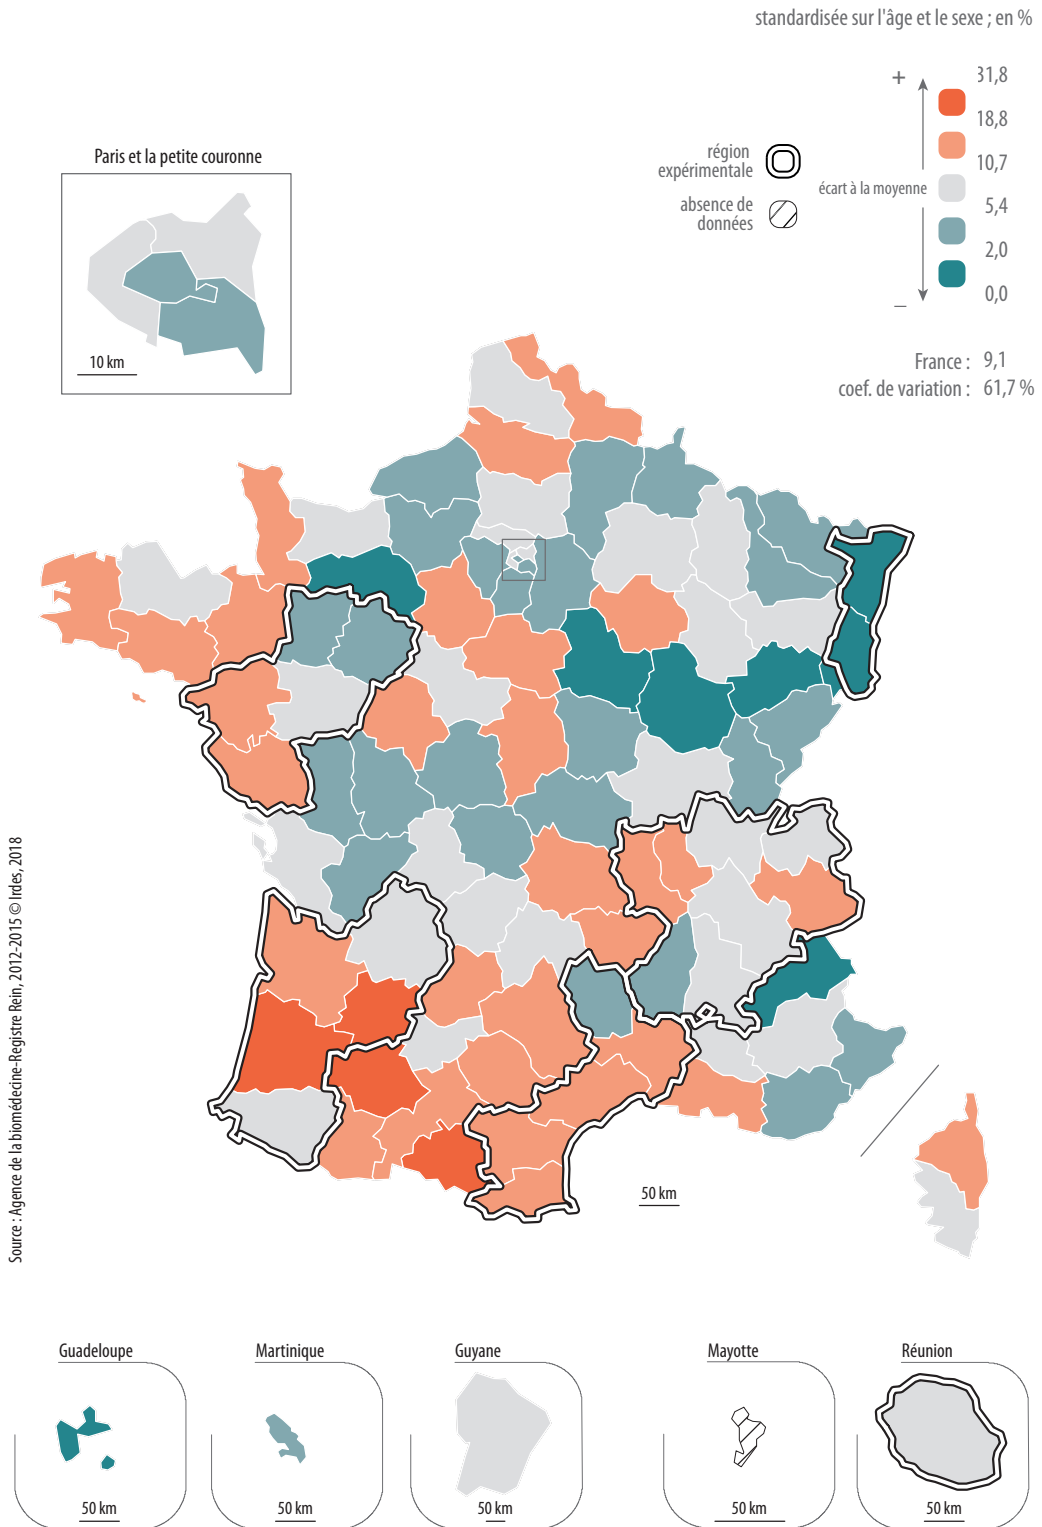 standardisée sur l'âge et le sexe ; en %
+
31,8
18,8
10,7
5,4
2,0
0,0
écart à la moyenne
–
région
expérimentale
absence de
données
France : 9,1
coef. de variation : 61,7 %
Paris et la petite couronne
10 km
50 km
Source : Agence de la biomédecine-Registre Rein, 2012-2015 © Irdes, 2018
Guadeloupe
50 km
Martinique
50 km
Guyane
50 km
Mayotte
50 km
Réunion
50 km